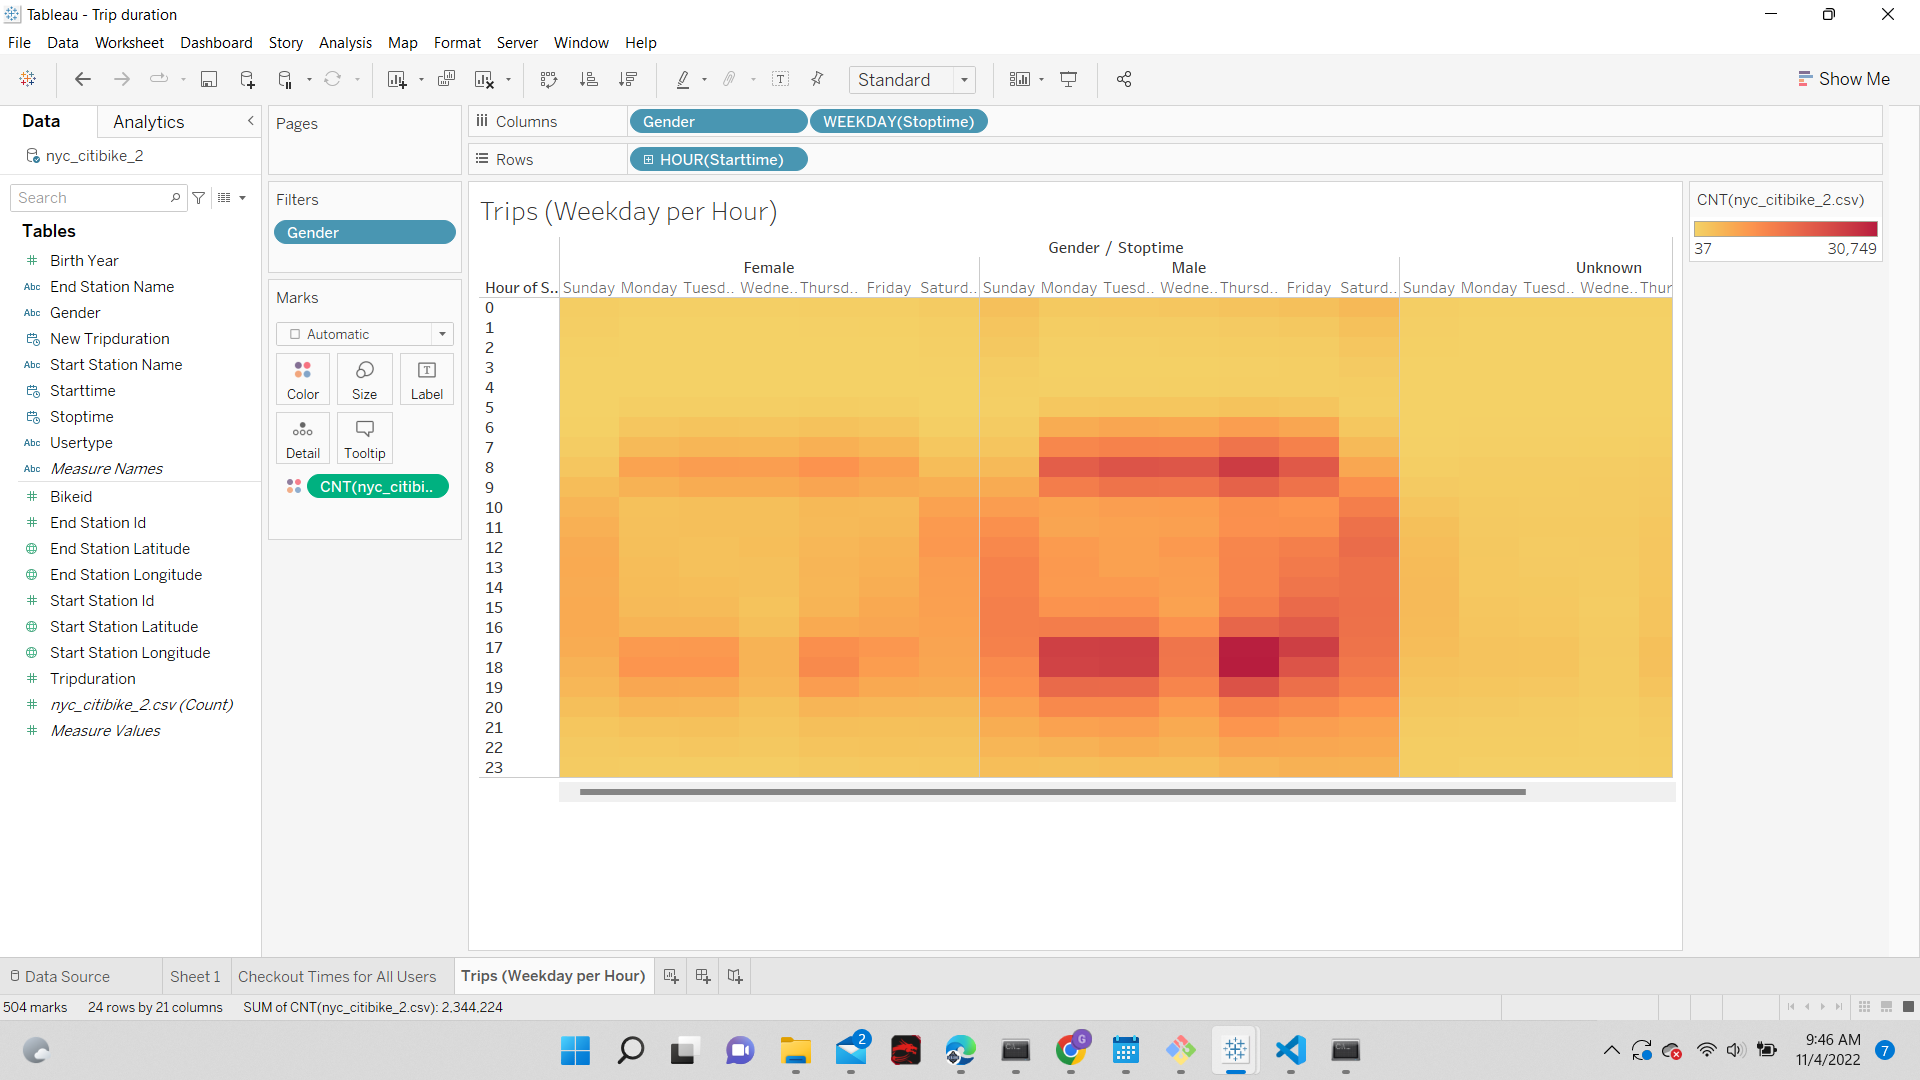 Tableau - Trip duration
File Data Worksheet Dashboard Story Analysis Map Format Server Window Help
Standard
Show Me
Data Analytics
nyc_citibike_2
Search
Tables
# Birth Year
Abc End Station Name
Abc Gender
New Tripduration
Abc Start Station Name
Starttime
Stoptime
Abc Usertype
Abc Measure Names
# Bikeid
# End Station Id
End Station Latitude
End Station Longitude
# Start Station Id
Start Station Latitude
Start Station Longitude
# Tripduration
# nyc_citibike_2.csv (Count)
# Measure Values
Pages
Filters
Gender
Marks
Automatic
Color Size Label
Detail Tooltip
CNT(nyc_citibi..
Columns Gender WEEKDAY(Stoptime)
Rows HOUR(Starttime)
Trips (Weekday per Hour)
Gender / Stoptime
Female Male Unknown
Hour of S.. Sunday Monday Tuesd.. Wedne.. Thursd.. Friday Saturd.. Sunday Monday Tuesd.. Wedne.. Thursd.. Friday Saturd.. Sunday Monday Tuesd.. Wedne.. Thur
0
1
2
3
4
5
6
7
8
9
10
11
12
13
14
15
16
17
18
19
20
21
22
23
CNT(nyc_citibike_2.csv)
37 30,749
Data Source Sheet 1 Checkout Times for All Users Trips (Weekday per Hour)
504 marks 24 rows by 21 columns SUM of CNT(nyc_citibike_2.csv): 2,344,224
2
G
9:46 AM
11/4/2022
7